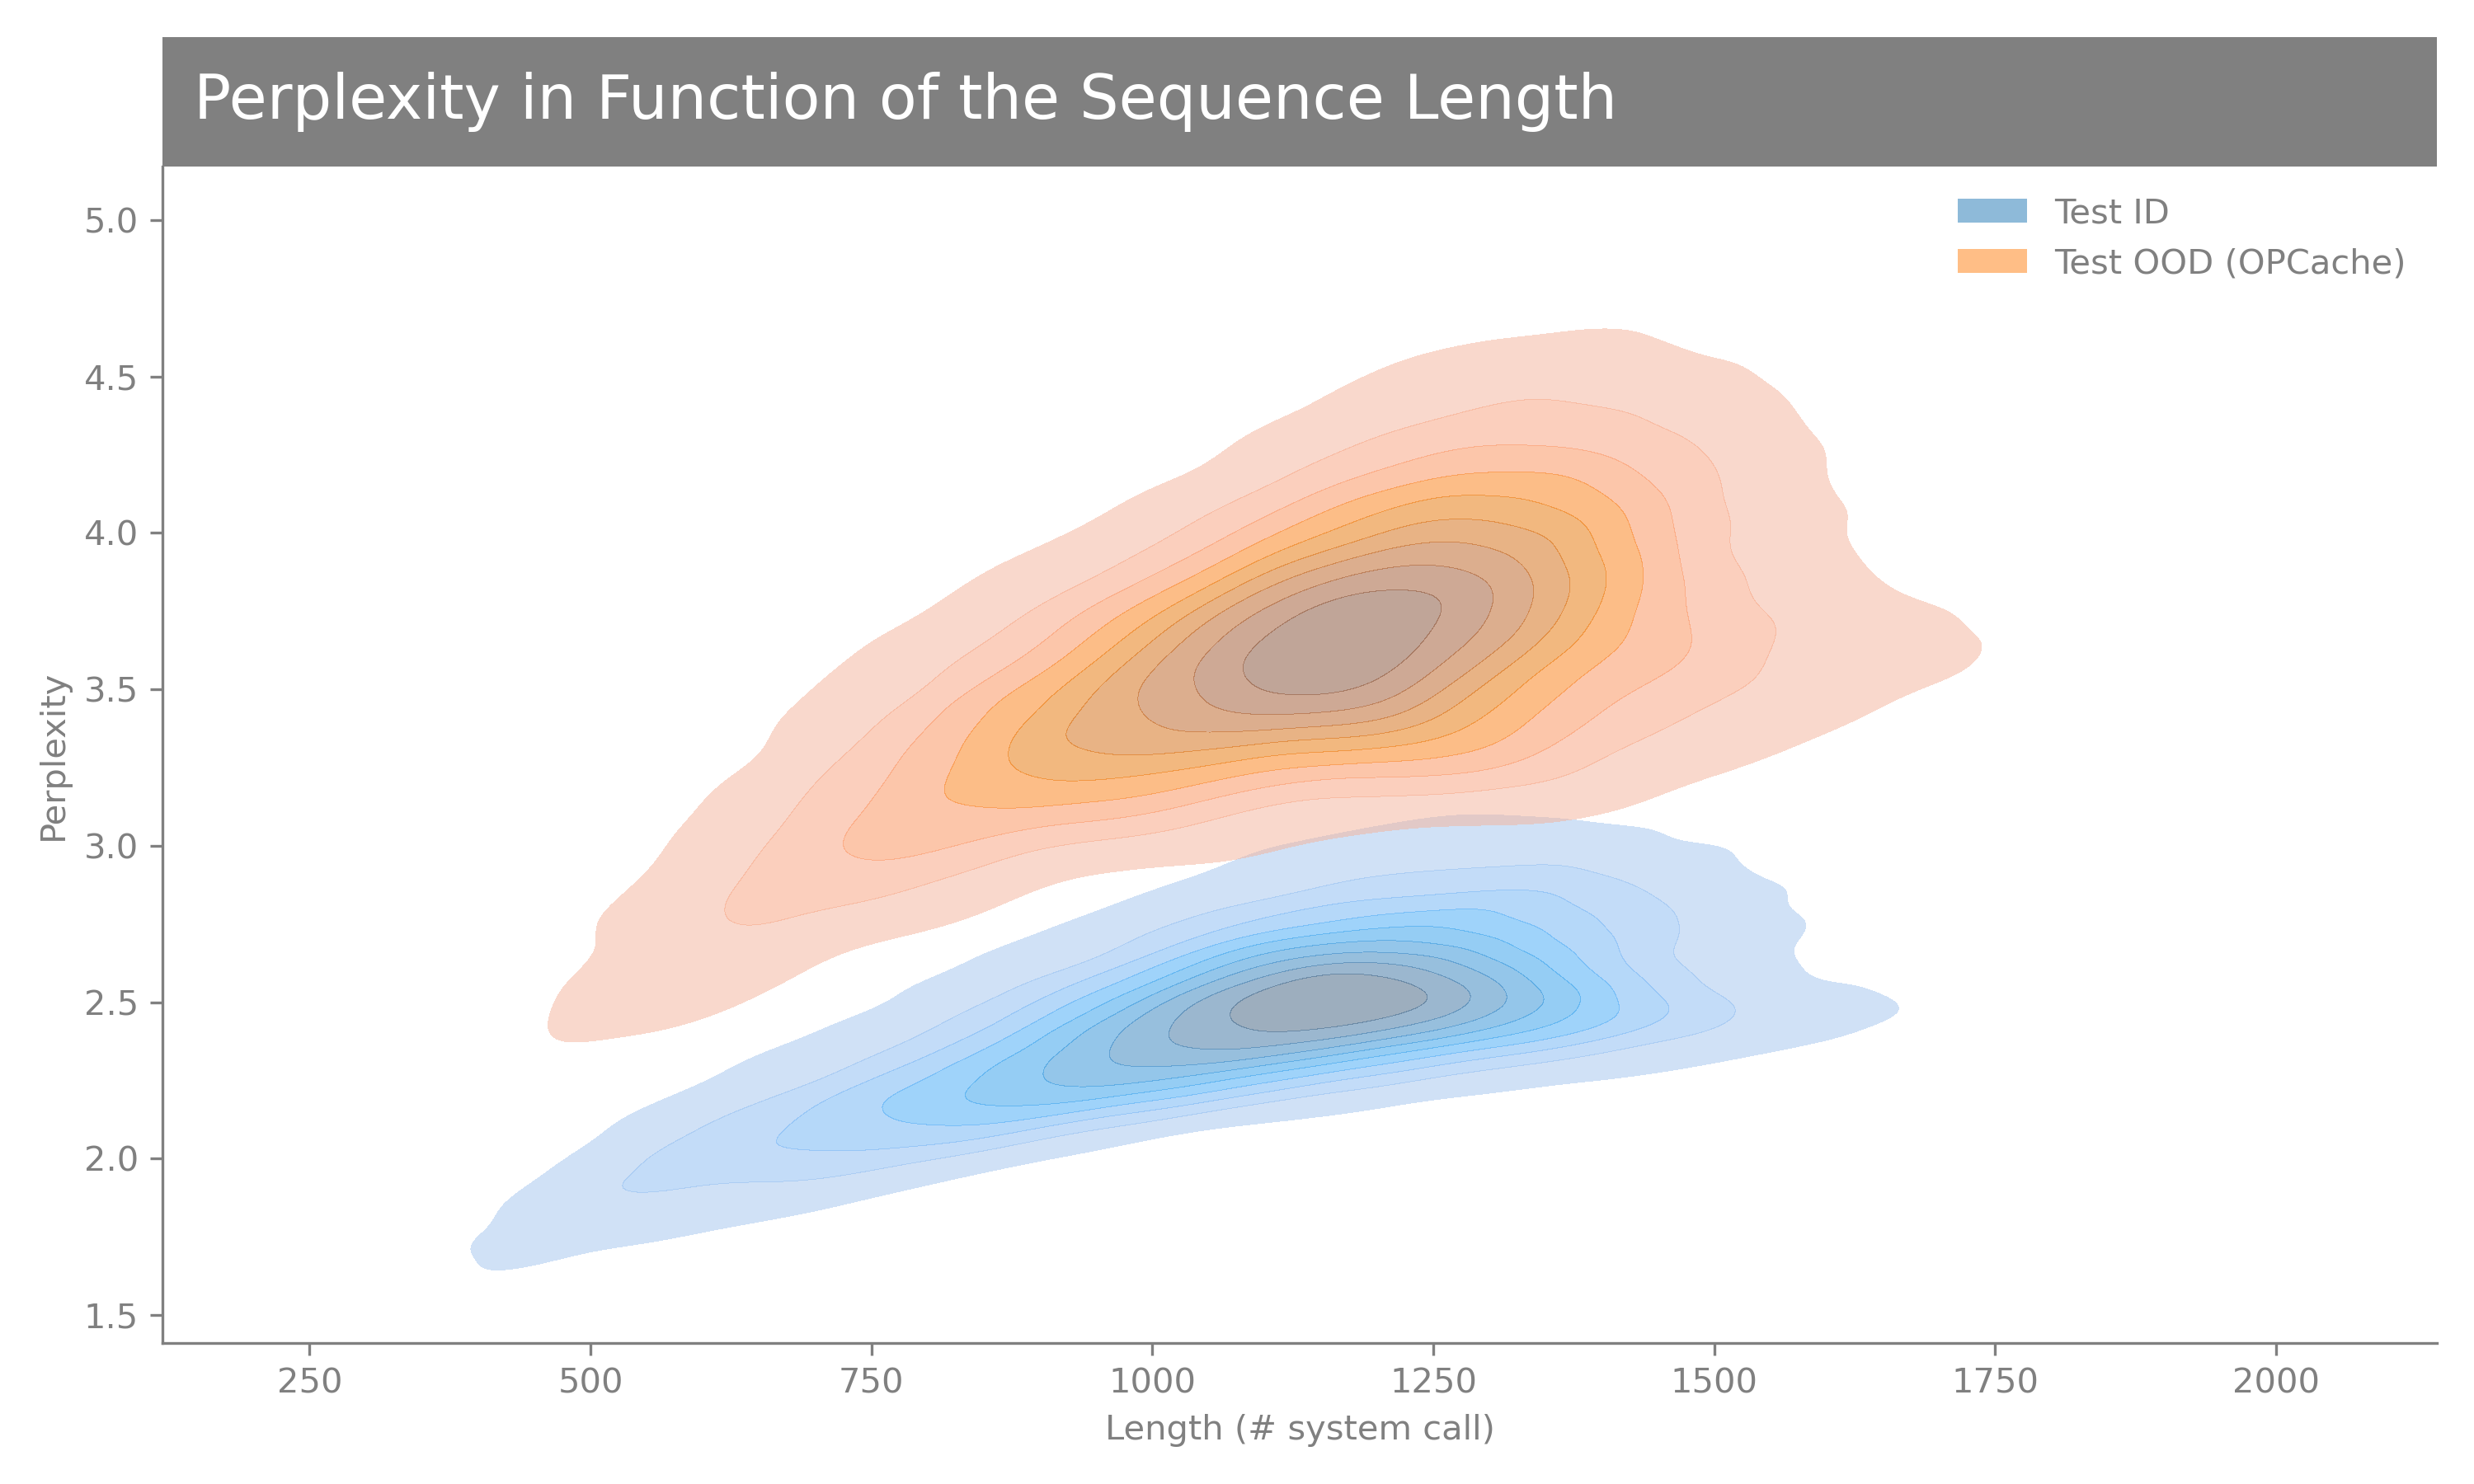 Perplexity in Function of the Sequence Length
Test ID
Test OOD (OPCache)
5.0
4.5
4.0
3.5
3.0
2.5
2.0
1.5
Perplexity
250 500 750 1000 1250 1500 1750 2000
Length (# system call)